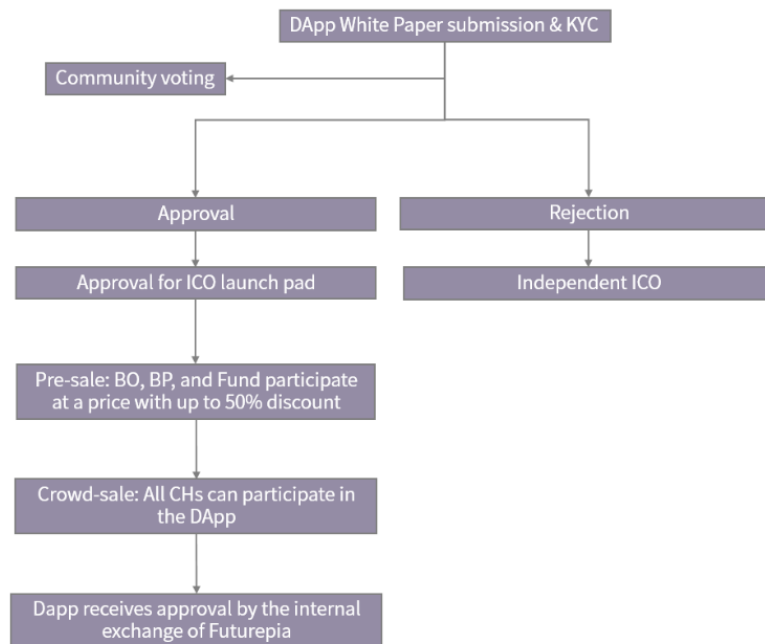 DApp White Paper submission & KYC
Community voting
Approval
Rejection
Approval for ICO launch pad
Independent ICO
Pre-sale: BO, BP, and Fund participate
at a price with up to 50% discount
Crowd-sale: All CHs can participate in
the DApp
Dapp receives approval by the internal
exchange of Futurepia